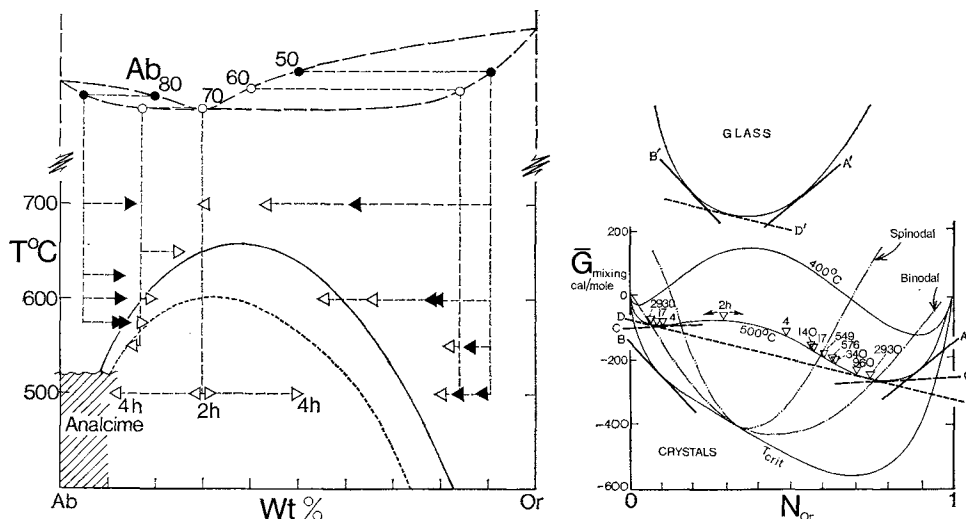 Ab80
70
60
50
700
T°C
600
500
4h
2h
4h
Analcime
Ab
Wt %
Or
GLASS
B'
A'
D'
200
Ḡmixing
cal/mole
0
-200
-400
-600
400°C
Spinodal
Binodal
D
C
B
2930
17
4
2h
500°C
4
140
17
549
576
340
960
2930
A
C
Tcrit
CRYSTALS
0
NOr
1